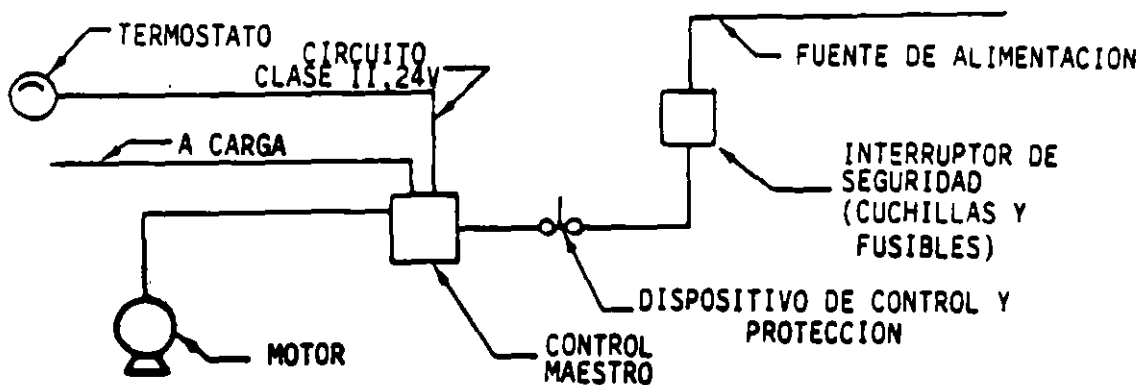 TERMOSTATO
CIRCUITO
CLASE II,24V
FUENTE DE ALIMENTACION
A CARGA
INTERRUPTOR DE
SEGURIDAD
(CUCHILLAS Y
FUSIBLES)
DISPOSITIVO DE CONTROL Y
PROTECCION
MOTOR
CONTROL
MAESTRO